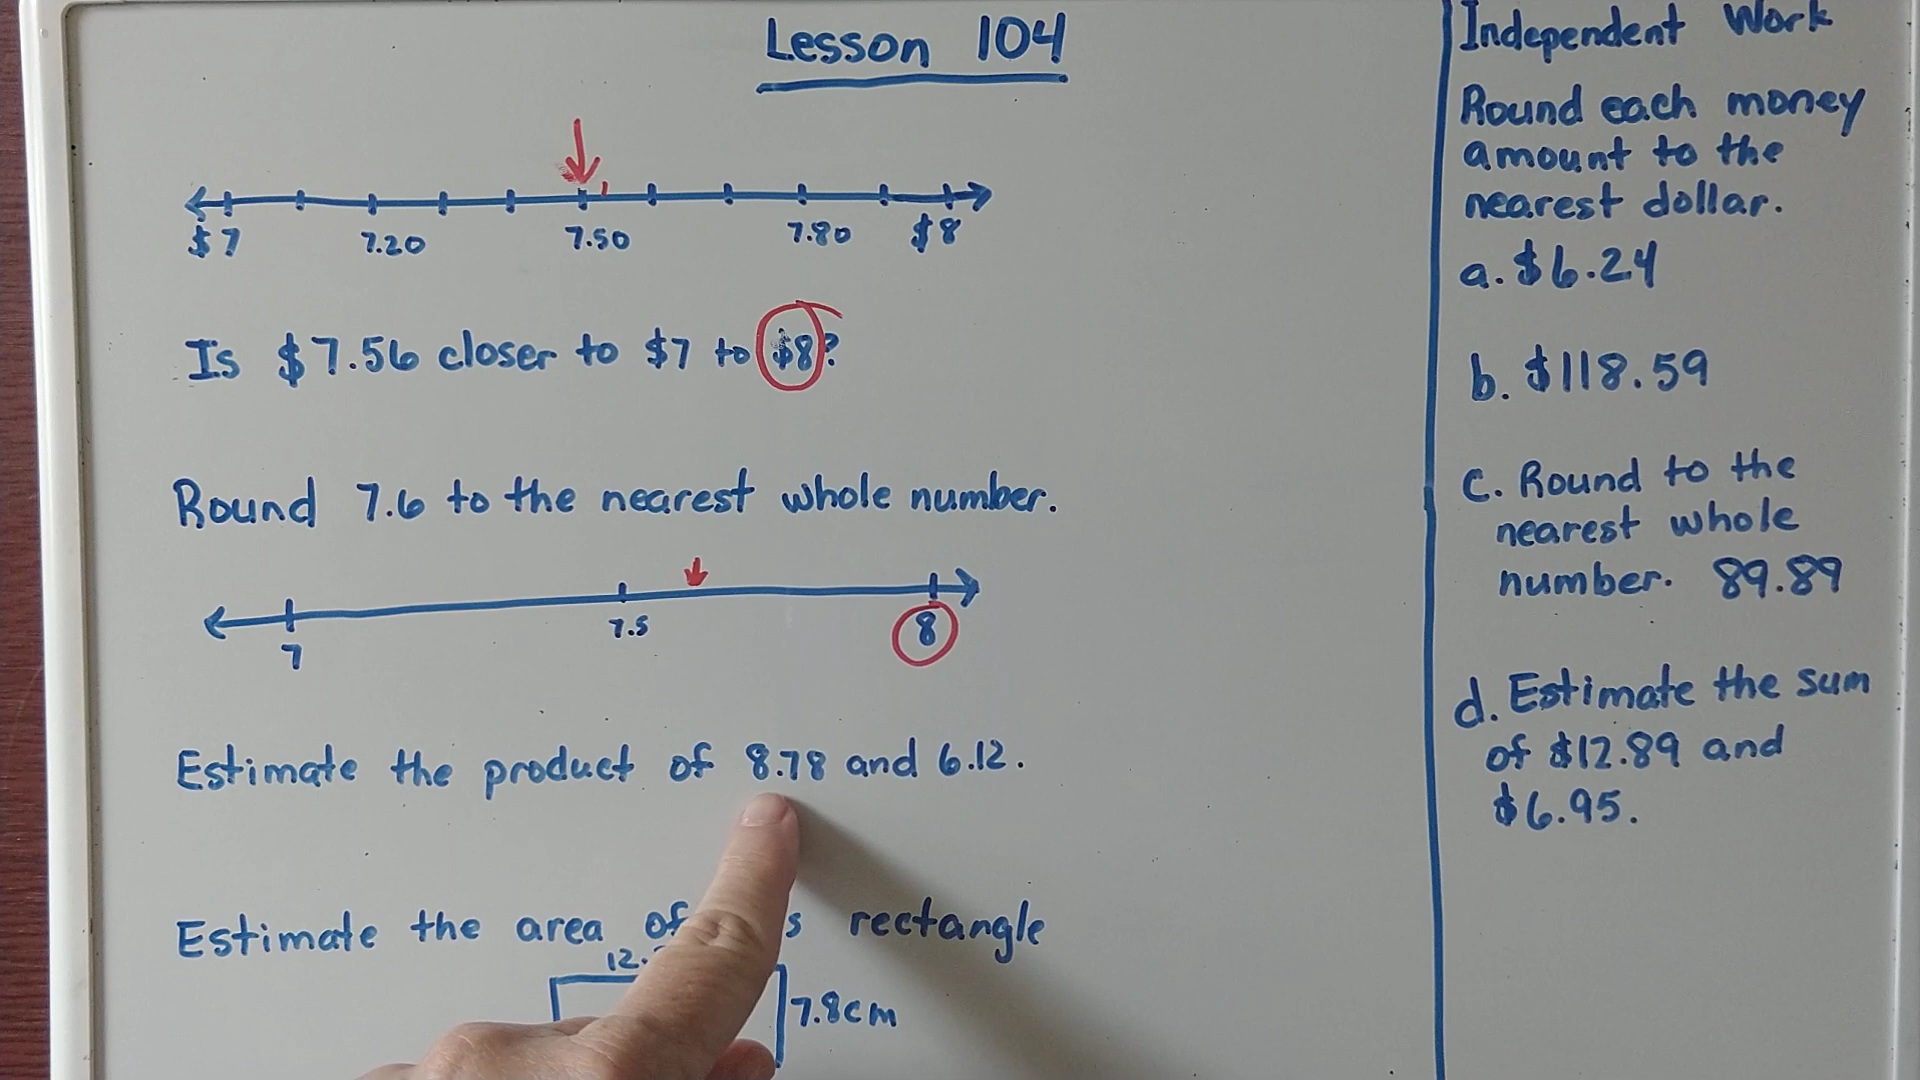 Lesson 104
$7 7.20 7.50 7.80 $8
Is $7.56 closer to $7 to $8?
Round 7.6 to the nearest whole number.
7 7.5 8
Estimate the product of 8.78 and 6.12.
Estimate the area of rectangle
7.8cm
Independent Work
Round each money
amount to the
nearest dollar.
a. $6.24
b. $118.59
c. Round to the
nearest whole
number. 89.89
d. Estimate the sum
of $12.89 and
$6.95.